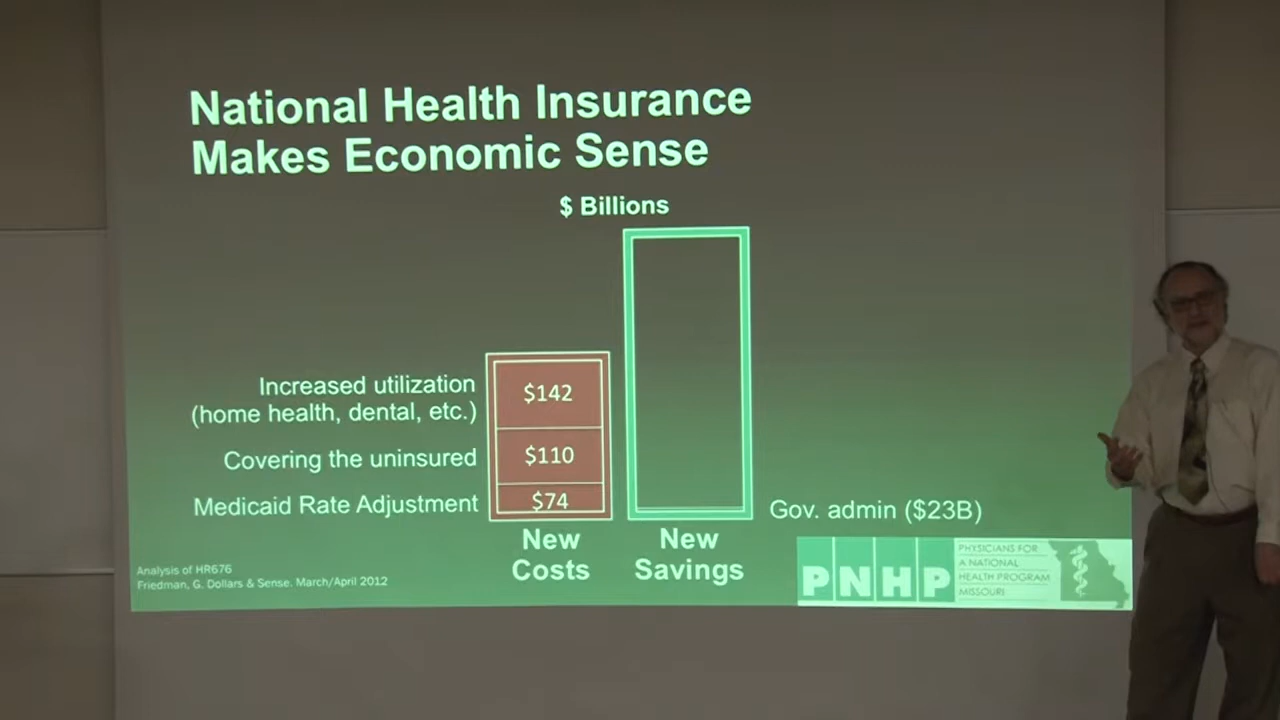 National Health Insurance
Makes Economic Sense
$ Billions
Increased utilization
(home health, dental, etc.)
$142
Covering the uninsured
$110
Medicaid Rate Adjustment
$74
Gov. admin ($23B)
New
Costs
New
Savings
Analysis of HR676
Friedman, G. Dollars & Sense. March/April 2012
PNHP
PHYSICIANS FOR
A NATIONAL
HEALTH PROGRAM
MISSOURI